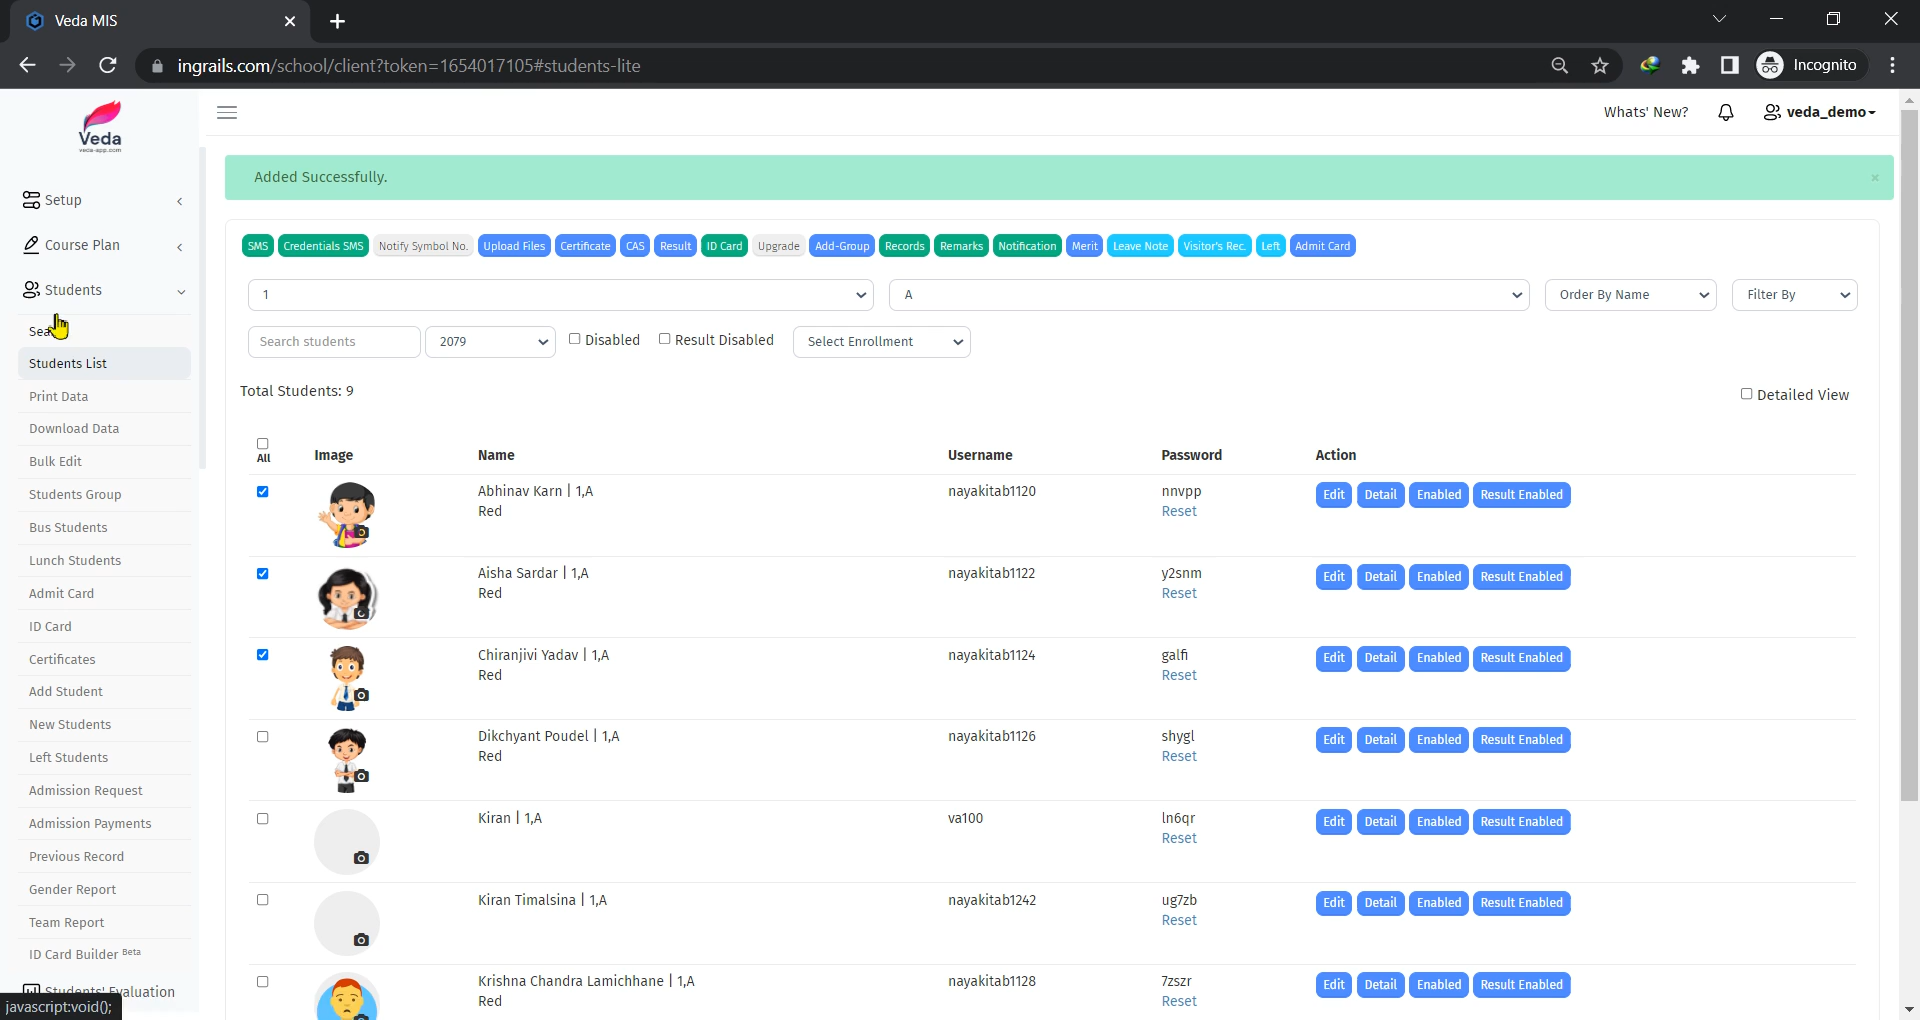 Veda MIS
ingrails.com/school/client?token=1654017105#students-lite
Incognito
Veda
veda-app.com
Whats' New?
veda_demo
Added Successfully.
×
Setup
Course Plan
Students
Sea
Students List
Print Data
Download Data
Bulk Edit
Students Group
Bus Students
Lunch Students
Admit Card
ID Card
Certificates
Add Student
New Students
Left Students
Admission Request
Admission Payments
Previous Record
Gender Report
Team Report
ID Card Builder Beta
Students' Evaluation
javascript:void();
SMS Credentials SMS Notify Symbol No. Upload Files Certificate CAS Result ID Card Upgrade Add-Group Records Remarks Notification Merit Leave Note Visitor's Rec. Left Admit Card
1 A Order By Name Filter By
Search students 2079 Disabled Result Disabled Select Enrollment
Total Students: 9
Detailed View
All Image Name Username Password Action
Abhinav Karn | 1,A nayakitab1120 nnvpp Edit Detail Enabled Result Enabled
Red Reset
Aisha Sardar | 1,A nayakitab1122 y2snm Edit Detail Enabled Result Enabled
Red Reset
Chiranjivi Yadav | 1,A nayakitab1124 galfi Edit Detail Enabled Result Enabled
Red Reset
Dikchyant Poudel | 1,A nayakitab1126 shygl Edit Detail Enabled Result Enabled
Red Reset
Kiran | 1,A va100 ln6qr Edit Detail Enabled Result Enabled
Reset
Kiran Timalsina | 1,A nayakitab1242 ug7zb Edit Detail Enabled Result Enabled
Reset
Krishna Chandra Lamichhane | 1,A nayakitab1128 7zszr Edit Detail Enabled Result Enabled
Red Reset